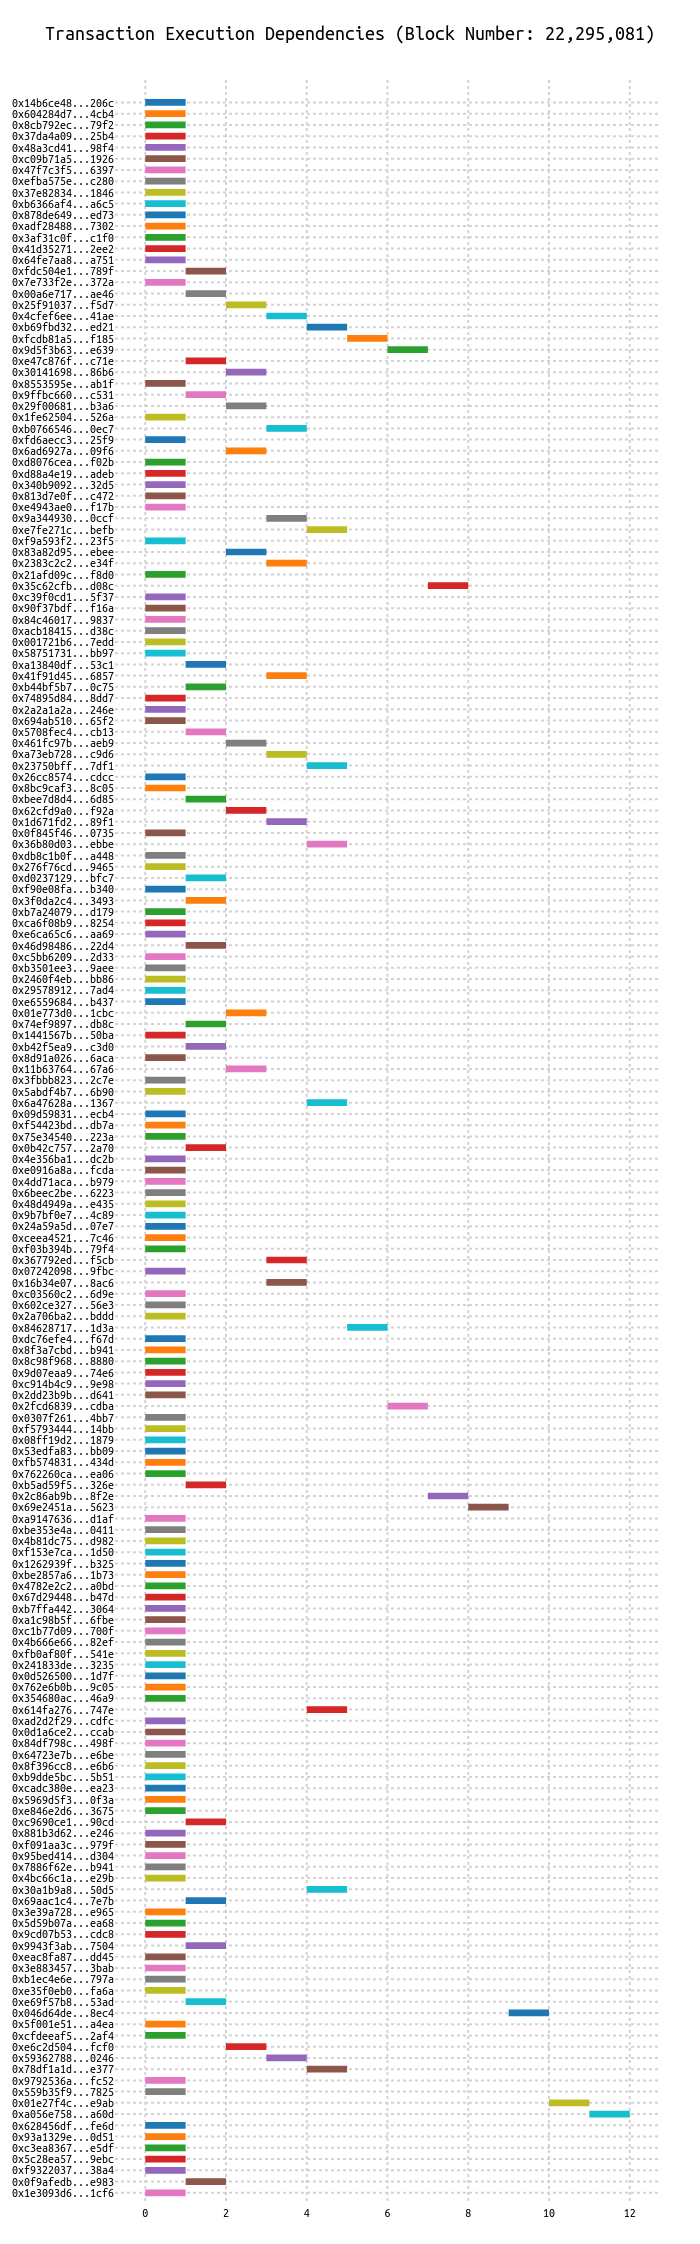 Transaction Execution Dependencies (Block Number: 22,295,081)
0x14b6ce48...206c
0x604284d7...4cb4
0x8cb792ec...79f2
0x37da4a09...25b4
0x48a3cd41...98f4
0xc09b71a5...1926
0x47f7c3f5...6397
0xefba575e...c280
0x37e82834...1846
0xb6366af4...a6c5
0x878de649...ed73
0xadf28488...7302
0x3af31c0f...c1f0
0x41d35271...2ee2
0x64fe7aa8...a751
0xfdc504e1...789f
0x7e733f2e...372a
0x00a6e717...ae46
0x25f91037...f5d7
0x4cfef6ee...41ae
0xb69fbd32...ed21
0xfcdb81a5...f185
0x9d5f3b63...e639
0xe47c876f...c71e
0x30141698...86b6
0x8553595e...ab1f
0x9ffbc660...c531
0x29f00681...b3a6
0x1fe62504...526a
0xb0766546...0ec7
0xfd6aecc3...25f9
0x6ad6927a...09f6
0xd8076cea...f02b
0xd88a4e19...adeb
0x340b9092...32d5
0x813d7e0f...c472
0xe4943ae0...f17b
0x9a344930...0ccf
0xe7fe271c...befb
0xf9a593f2...23f5
0x83a82d95...ebee
0x2383c2c2...e34f
0x21afd09c...f8d0
0x35c62cfb...d08c
0xc39f0cd1...5f37
0x90f37bdf...f16a
0x84c46017...9837
0xacb18415...d38c
0x001721b6...7edd
0x58751731...bb97
0xa13840df...53c1
0x41f91d45...6857
0xb44bf5b7...0c75
0x74895d84...8dd7
0x2a2a1a2a...246e
0x694ab510...65f2
0x5708fec4...cb13
0x461fc97b...aeb9
0xa73eb728...c9d6
0x23750bff...7df1
0x26cc8574...cdcc
0x8bc9caf3...8c05
0xbee7d8d4...6d85
0x62cfd9a0...f92a
0x1d671fd2...89f1
0x0f845f46...0735
0x36b80d03...ebbe
0xdb8c1b0f...a448
0x276f76cd...9465
0xd0237129...bfc7
0xf90e08fa...b340
0x3f0da2c4...3493
0xb7a24079...d179
0xca6f08b9...8254
0xe6ca65c6...aa69
0x46d98486...22d4
0xc5bb6209...2d33
0xb3501ee3...9aee
0x2460f4eb...bb86
0x29578912...7ad4
0xe6559684...b437
0x01e773d0...1cbc
0x74ef9897...db8c
0x1441567b...50ba
0xb42f5ea9...c3d0
0x8d91a026...6aca
0x11b63764...67a6
0x3fbbb823...2c7e
0x5abdf4b7...6b90
0x6a47628a...1367
0x09d59831...ecb4
0xf54423bd...db7a
0x75e34540...223a
0x0b42c757...2a70
0x4e356ba1...dc2b
0xe0916a8a...fcda
0x4dd71aca...b979
0x6beec2be...6223
0x48d4949a...e435
0x9b7bf0e7...4c89
0x24a59a5d...07e7
0xceea4521...7c46
0xf03b394b...79f4
0x367792ed...f5cb
0x07242098...9fbc
0x16b34e07...8ac6
0xc03560c2...6d9e
0x602ce327...56e3
0x2a706ba2...bddd
0x84628717...1d3a
0xdc76efe4...f67d
0x8f3a7cbd...b941
0x8c98f968...8880
0x9d07eaa9...74e6
0xc914b4c9...9e98
0x2dd23b9b...d641
0x2fcd6839...cdba
0x0307f261...4bb7
0xf5793444...14bb
0x08ff19d2...1879
0x53edfa83...bb09
0xfb574831...434d
0x762260ca...ea06
0xb5ad59f5...326e
0x2c86ab9b...8f2e
0x69e2451a...5623
0xa9147636...d1af
0xbe353e4a...0411
0x4b81dc75...d982
0xf153e7ca...1d50
0x1262939f...b325
0xbe2857a6...1b73
0x4782e2c2...a0bd
0x67d29448...b47d
0xb7ffa442...3064
0xa1c98b5f...6fbe
0xc1b77d09...700f
0x4b666e66...82ef
0xfb0af80f...541e
0x241833de...3235
0x0d526500...1d7f
0x762e6b0b...9c05
0x354680ac...46a9
0x614fa276...747e
0xad2d2f29...cdfc
0x0d1a6ce2...ccab
0x84df798c...498f
0x64723e7b...e6be
0x8f396cc8...e6b6
0xb9dde5bc...5b51
0xcadc380e...ea23
0x5969d5f3...0f3a
0xe846e2d6...3675
0xc9690ce1...90cd
0x881b3d62...e246
0xf091aa3c...979f
0x95bed414...d304
0x7886f62e...b941
0x4bc66c1a...e29b
0x30a1b9a8...50d5
0x69aac1c4...7e7b
0x3e39a728...e965
0x5d59b07a...ea68
0x9cd07b53...cdc8
0x9943f3ab...7504
0xeac8fa87...dd45
0x3e883457...3bab
0xb1ec4e6e...797a
0xe35f0eb0...fa6a
0xe69f57b8...53ad
0x046d64de...8ec4
0x5f001e51...a4ea
0xcfdeeaf5...2af4
0xe6c2d504...fcf0
0x59362788...0246
0x78df1a1d...e377
0x9792536a...fc52
0x559b35f9...7825
0x01e27f4c...e9ab
0xa056e758...a60d
0x628456df...fe6d
0x93a1329e...0d51
0xc3ea8367...e5df
0x5c28ea57...9ebc
0xf9322037...38a4
0x0f9afedb...e983
0x1e3093d6...1cf6
0 2 4 6 8 10 12